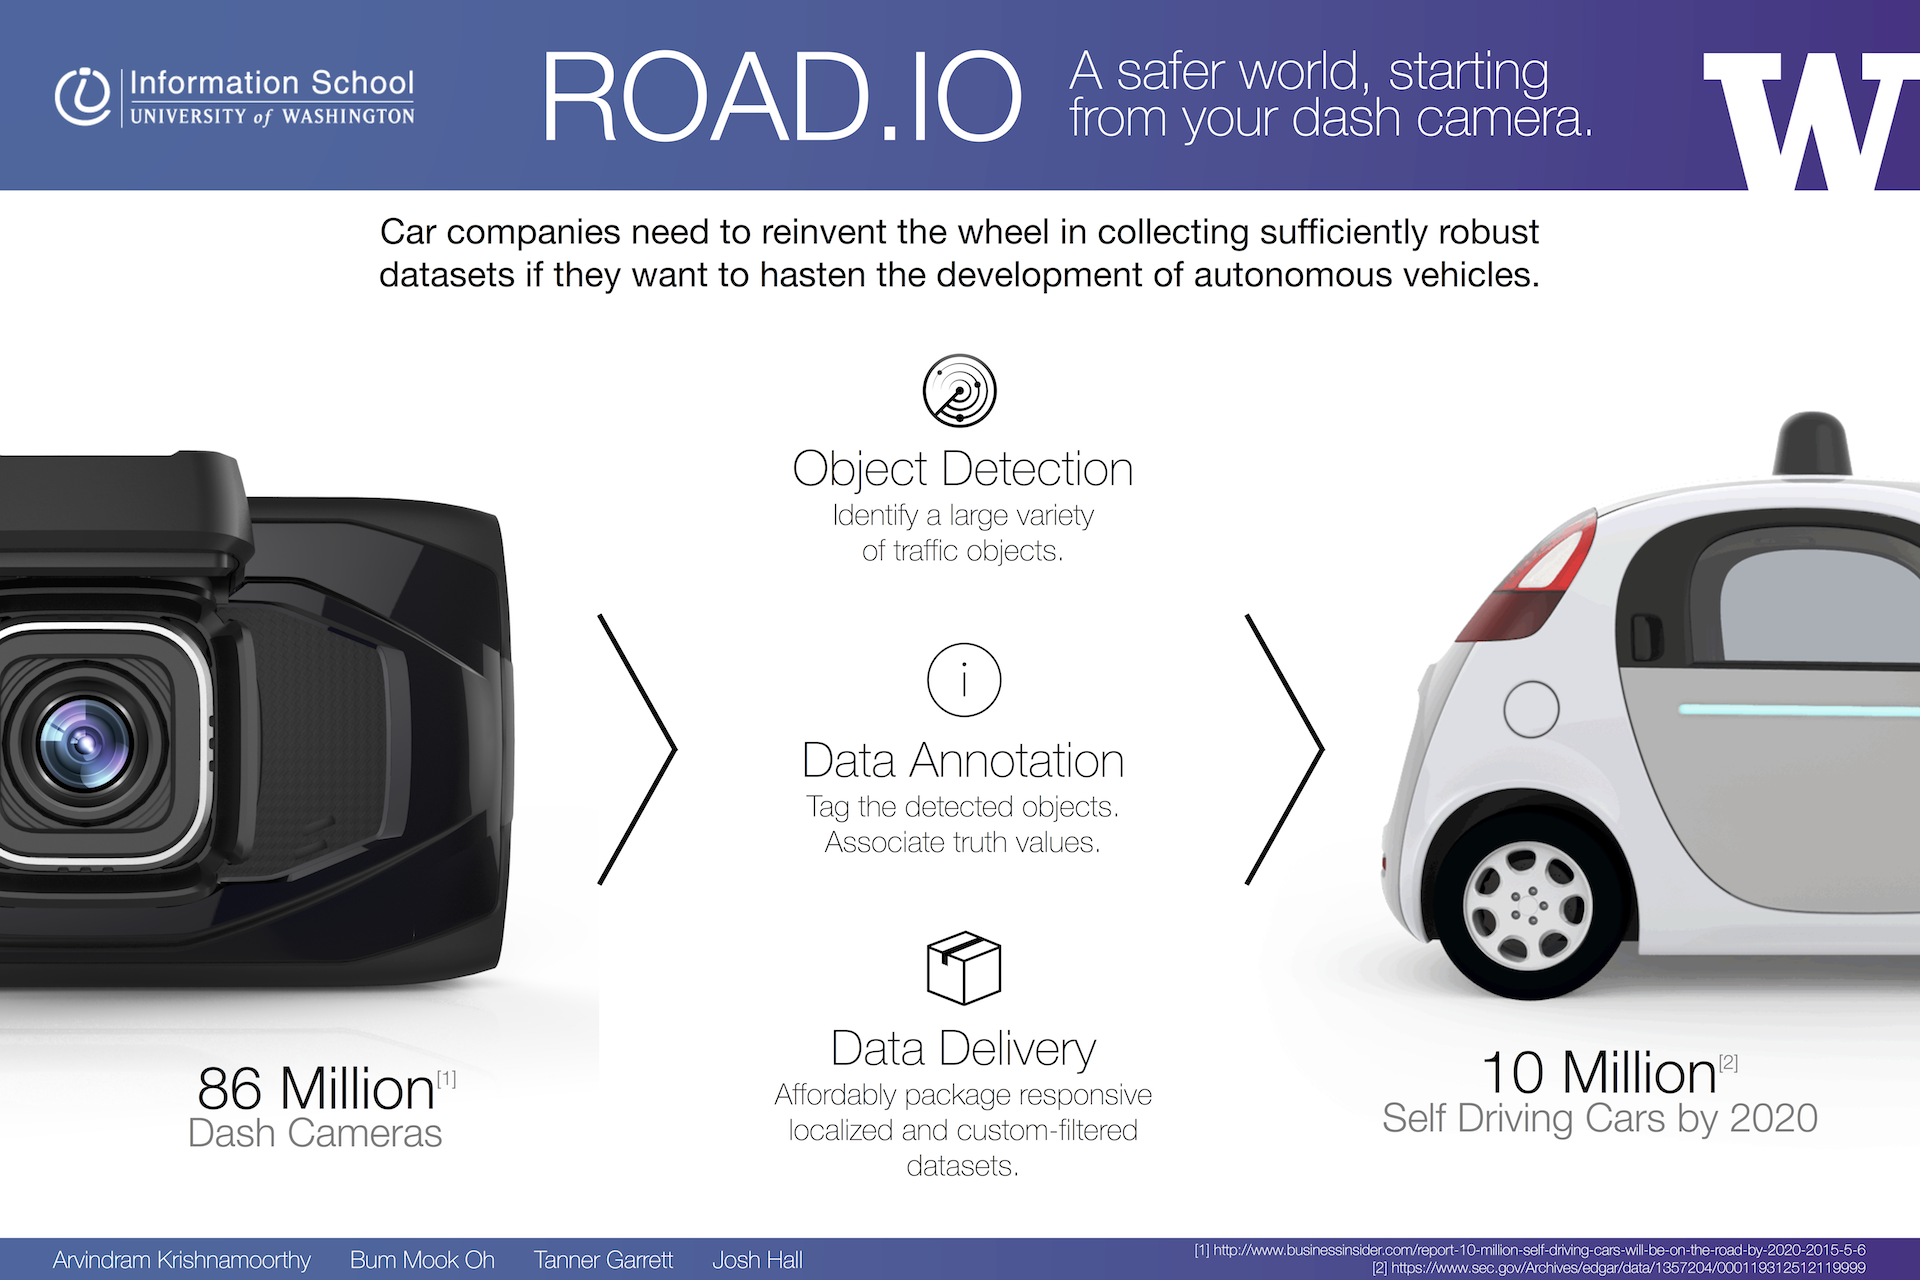 Information School
UNIVERSITY of WASHINGTON
ROAD.IO
A safer world, starting
from your dash camera.
W
Car companies need to reinvent the wheel in collecting sufficiently robust
datasets if they want to hasten the development of autonomous vehicles.
Object Detection
Identify a large variety
of traffic objects.
i
Data Annotation
Tag the detected objects.
Associate truth values.
Data Delivery
Affordably package responsive
localized and custom-filtered
datasets.
86 Million[1]
Dash Cameras
10 Million[2]
Self Driving Cars by 2020
Arvindram Krishnamoorthy Bum Mook Oh Tanner Garrett Josh Hall
[1] http://www.businessinsider.com/report-10-million-self-driving-cars-will-be-on-the-road-by-2020-2015-5-6
[2] https://www.sec.gov/Archives/edgar/data/1357204/000119312512119999